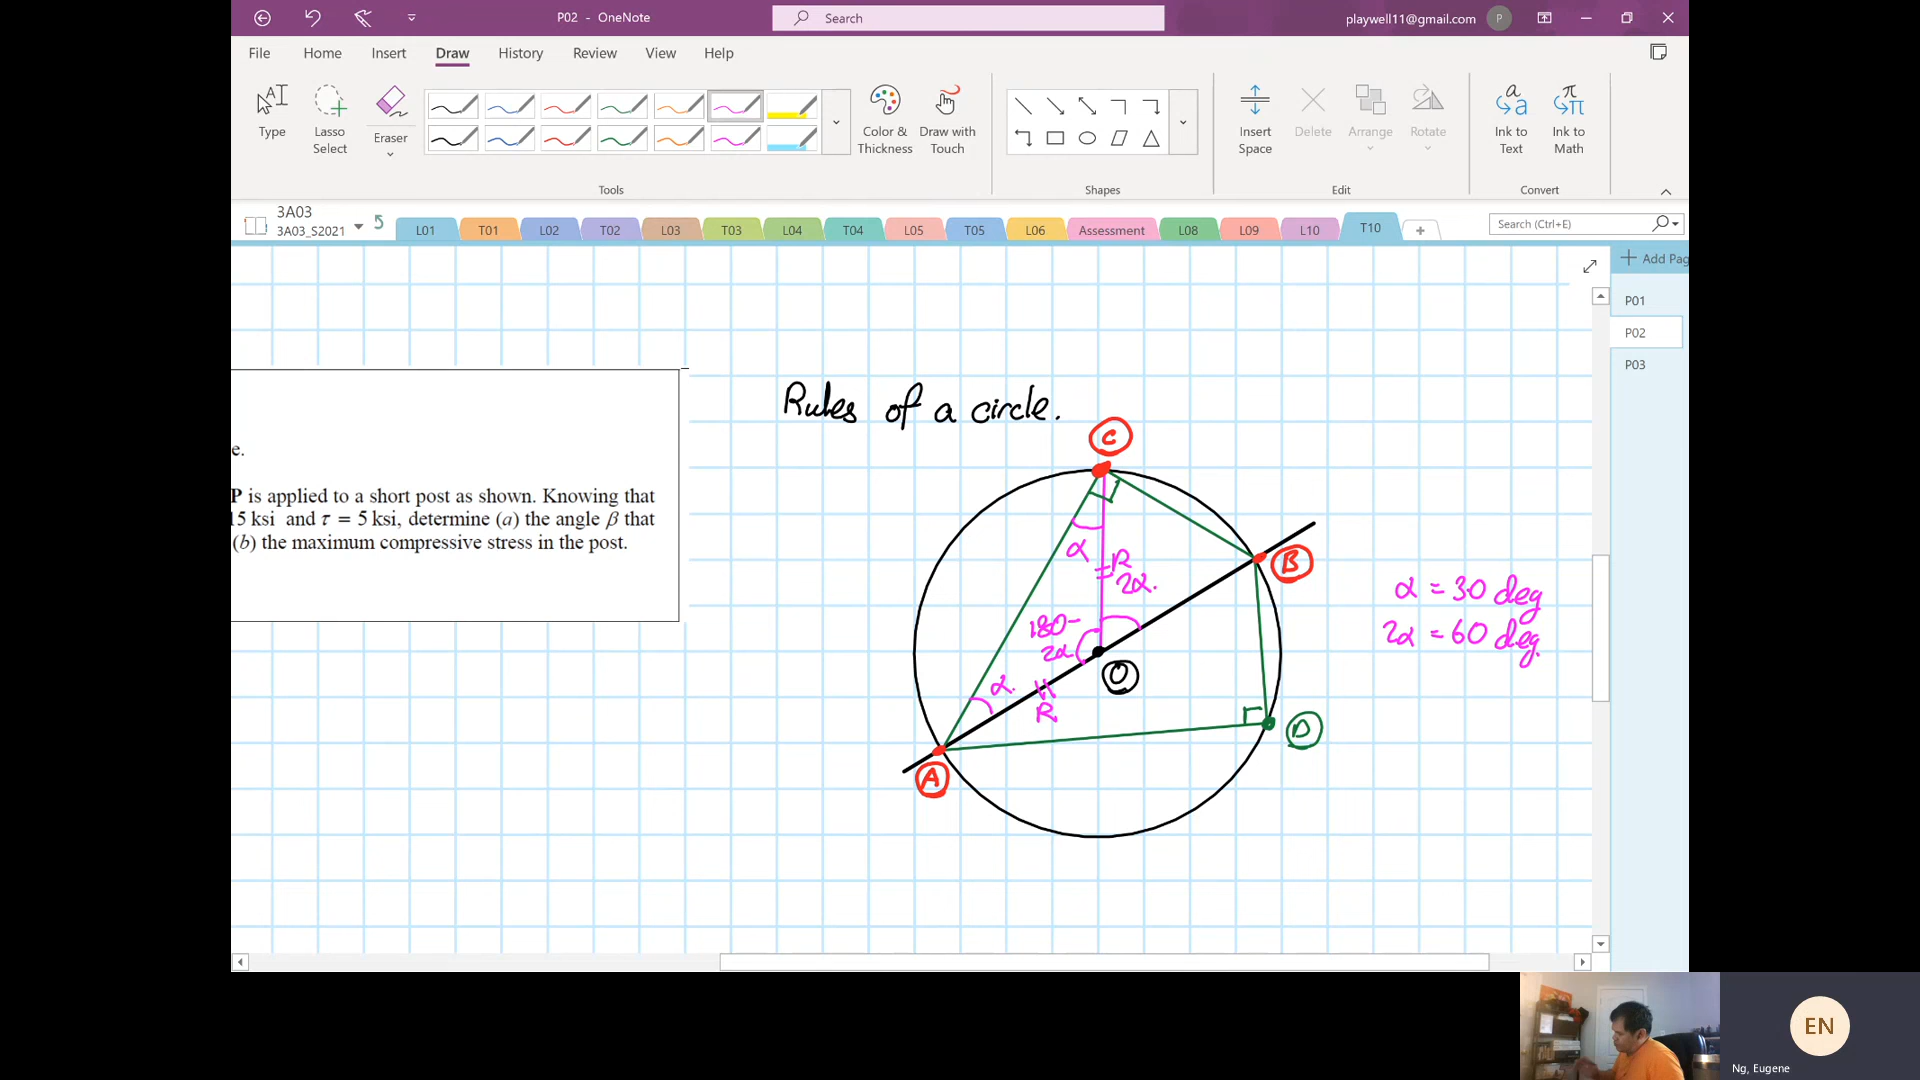 P02 - OneNote
Search
playwell11@gmail.com
P
File
Home
Insert
Draw
History
Review
View
Help
Type
Lasso
Select
Eraser
Color &
Thickness
Draw with
Touch
Insert
Space
Delete
Arrange
Rotate
Ink to
Text
Ink to
Math
Tools
Shapes
Edit
Convert
3A03
3A03_S2021
L01
T01
L02
T02
L03
T03
L04
T04
L05
T05
L06
Assessment
L08
L09
L10
T10
Search (Ctrl+E)
Add Pag
P01
P02
P03
e.
P is applied to a short post as shown. Knowing that
15 ksi and τ = 5 ksi, determine (a) the angle β that
(b) the maximum compressive stress in the post.
Rules of a circle.
C
B
α
R
2α.
α = 30 deg
2α = 60 deg.
180-
2α
O
α.
R
D
A
EN
Ng, Eugene